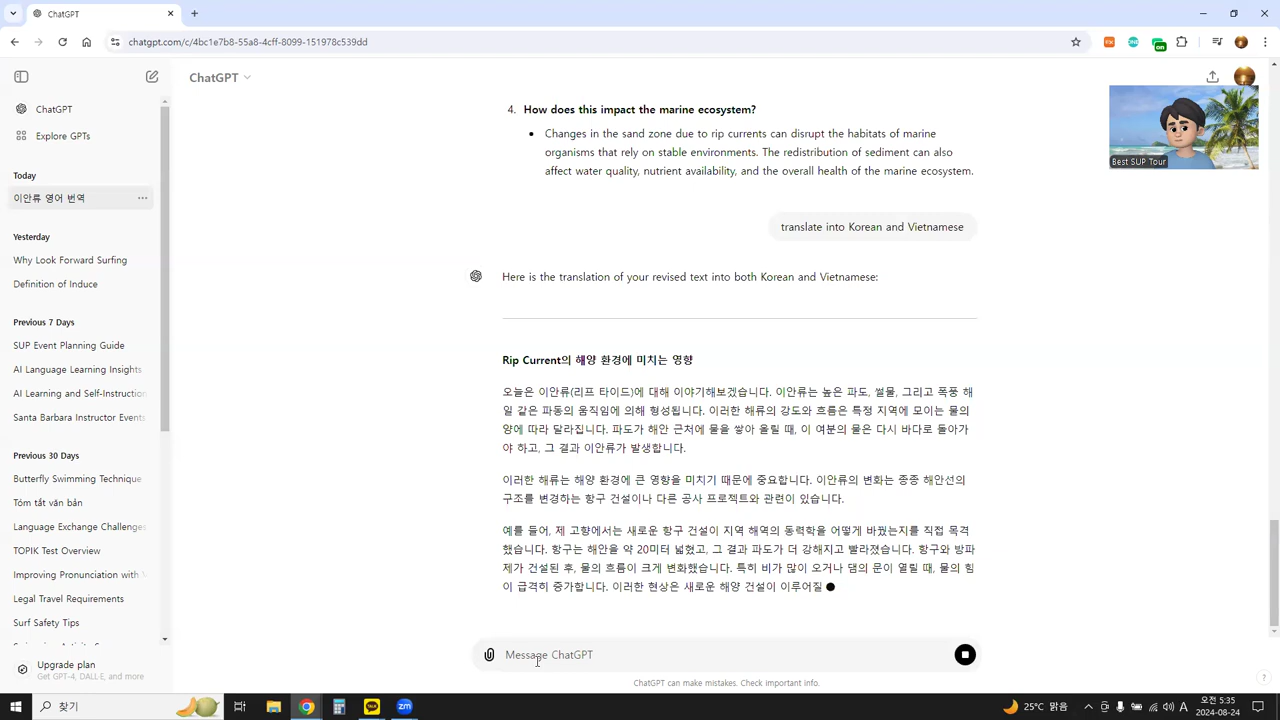 ChatGPT
chatgpt.com/c/4bc1e7b8-55a8-4cff-8099-151978c539dd
ChatGPT
Explore GPTs
Today
이안류 영어 번역
Yesterday
Why Look Forward Surfing
Definition of Induce
Previous 7 Days
SUP Event Planning Guide
AI Language Learning Insights
AI Learning and Self-Instruction
Santa Barbara Instructor Events
Previous 30 Days
Butterfly Swimming Technique
Tóm tắt văn bản
Language Exchange Challenges
TOPIK Test Overview
Improving Pronunciation with
Legal Travel Requirements
Surf Safety Tips
Upgrade plan
Get GPT-4, DALL·E, and more
ChatGPT
4. How does this impact the marine ecosystem?
• Changes in the sand zone due to rip currents can disrupt the habitats of marine
organisms that rely on stable environments. The redistribution of sediment can also
affect water quality, nutrient availability, and the overall health of the marine ecosystem.
translate into Korean and Vietnamese
Here is the translation of your revised text into both Korean and Vietnamese:
Rip Current의 해양 환경에 미치는 영향
오늘은 이안류(리프 타이드)에 대해 이야기해보겠습니다. 이안류는 높은 파도, 썰물, 그리고 폭풍 해
일 같은 파동의 움직임에 의해 형성됩니다. 이러한 해류의 강도와 흐름은 특정 지역에 모이는 물의
양에 따라 달라집니다. 파도가 해안 근처에 물을 쌓아 올릴 때, 이 여분의 물은 다시 바다로 돌아가
야 하고, 그 결과 이안류가 발생합니다.
이러한 해류는 해양 환경에 큰 영향을 미치기 때문에 중요합니다. 이안류의 변화는 종종 해안선의
구조를 변경하는 항구 건설이나 다른 공사 프로젝트와 관련이 있습니다.
예를 들어, 제 고향에서는 새로운 항구 건설이 지역 해역의 동력학을 어떻게 바꿨는지를 직접 목격
했습니다. 항구는 해안을 약 20미터 넓혔고, 그 결과 파도가 더 강해지고 빨라졌습니다. 항구와 방파
제가 건설된 후, 물의 흐름이 크게 변화했습니다. 특히 비가 많이 오거나 댐의 문이 열릴 때, 물의 힘
이 급격히 증가합니다. 이러한 현상은 새로운 해양 건설이 이루어질
Message ChatGPT
ChatGPT can make mistakes. Check important info.
?
Best SUP Tour
on
찾기
TALK
zm
25°C 맑음
A
오전 5:35
2024-08-24